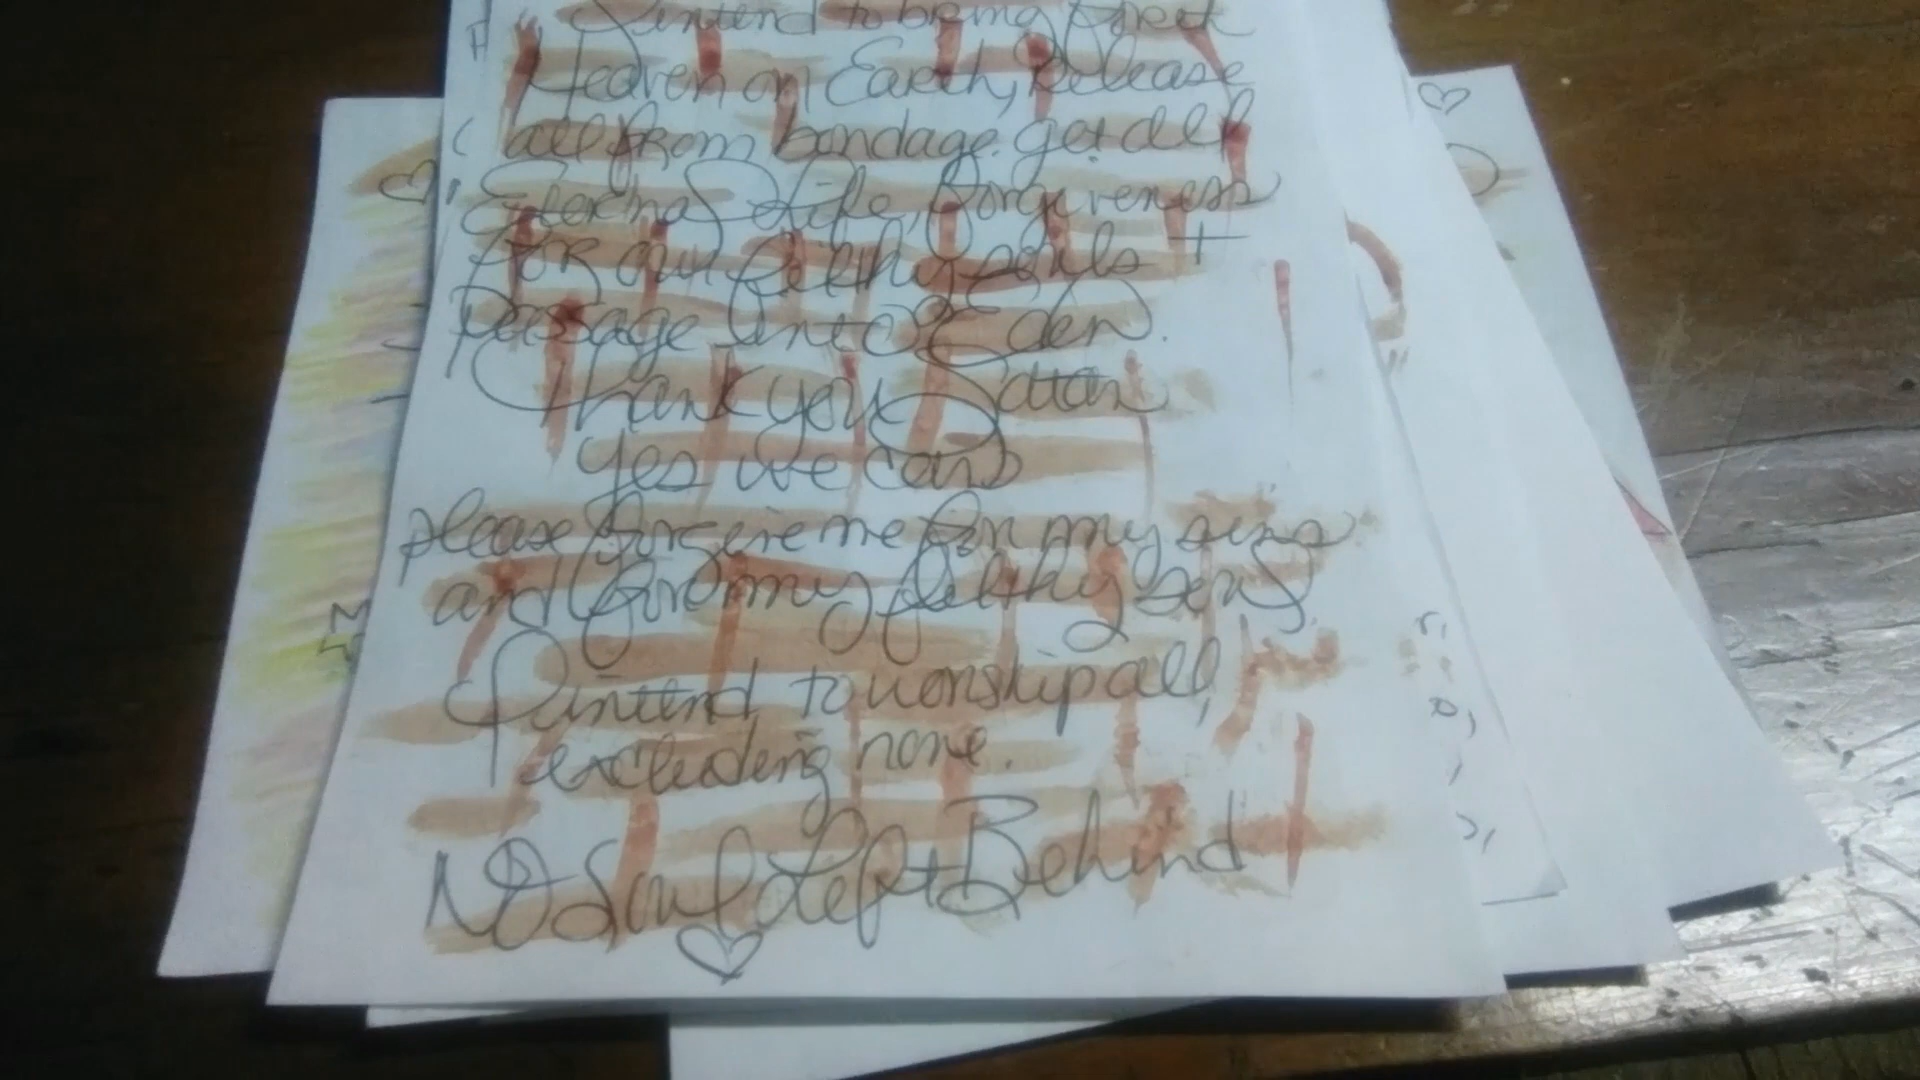 I intend to bring forth
Heaven on Earth, Release
all from bondage. get all
Eternal Life, forgiveness
for our filthy souls +
Passage into Eden.
Thank you Satan
Yes we can
please forgive me for my sins
and for my filthy sens
I intend to worship all,
excluding none.
NO Soul Left Behind